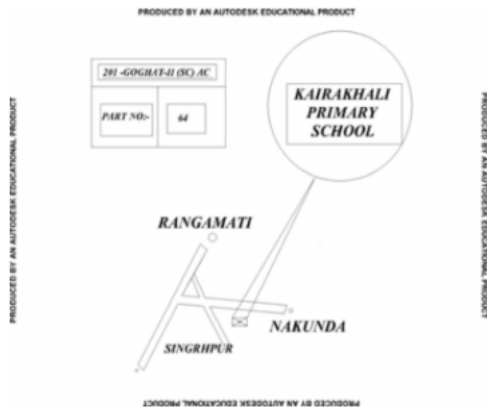 PRODUCED BY AN AUTODESK EDUCATIONAL PRODUCT
201 -GOGHAT-II (SC) AC
PART NO:-
64
KAIRAKHALI
PRIMARY
SCHOOL
PRODUCED BY AN AUTODESK EDUCATIONAL PRODUCT
PRODUCED BY AN AUTODESK EDUCATIONAL PRODUCT
RANGAMATI
NAKUNDA
SINGRHPUR
PRODUCED BY AN AUTODESK EDUCATIONAL PRODUCT